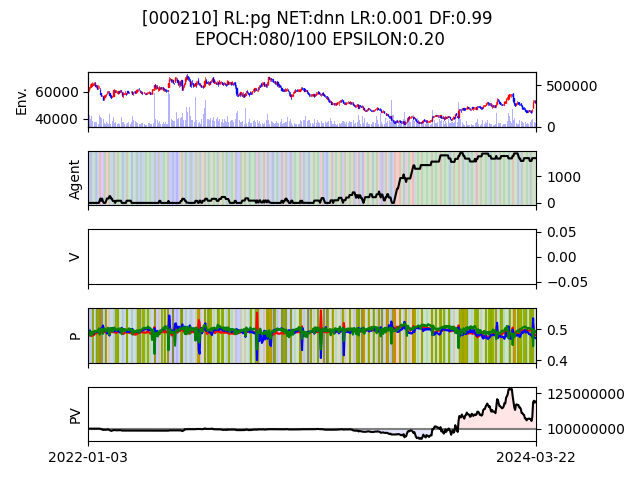 [000210] RL:pg NET:dnn LR:0.001 DF:0.99
EPOCH:080/100 EPSILON:0.20
Env.
60000
40000
500000
0
Agent
1000
0
V
0.05
0.00
−0.05
P
0.5
0.4
PV
125000000
100000000
2022-01-03
2024-03-22